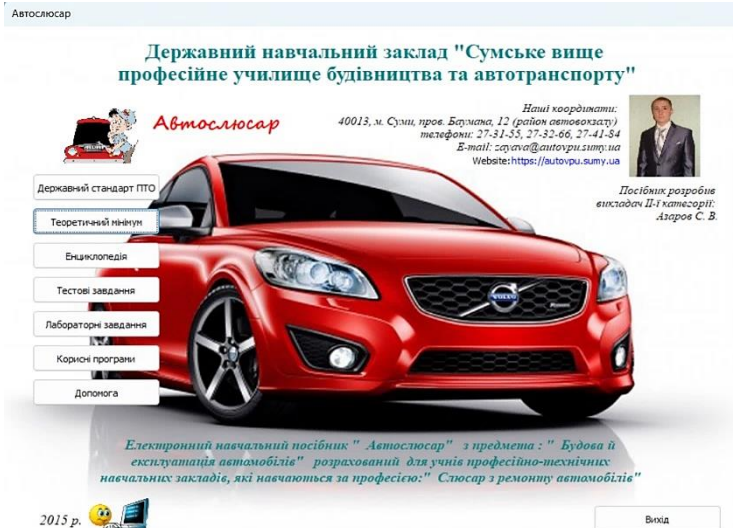 Автослюсар
Державний навчальний заклад "Сумське вище
професійне училище будівництва та автотранспорту"
Автослюсар
Наші координати:
40013, м. Суми, пров. Баумана, 12 (район автовокзалу)
телефони: 27-31-55, 27-32-66, 27-41-84
E-mail: zayava@autovpu.sumy.ua
Website:https://autovpu.sumy.ua
Посібник розробив
викладач II-ї категорії:
Азаров С. В.
Державний стандарт ПТО
Теоретичний мінімум
Енциклопедія
Тестові завдання
Лабораторні завдання
Корисні програми
Допомога
VOLVO
Електронний навчальний посібник " Автослюсар" з предмета : " Будова й
експлуатація автомобілів" розрахований для учнів професійно-технічних
навчальних закладів, які навчаються за професією:" Слюсар з ремонту автомобілів"
2015 р.
Вихід